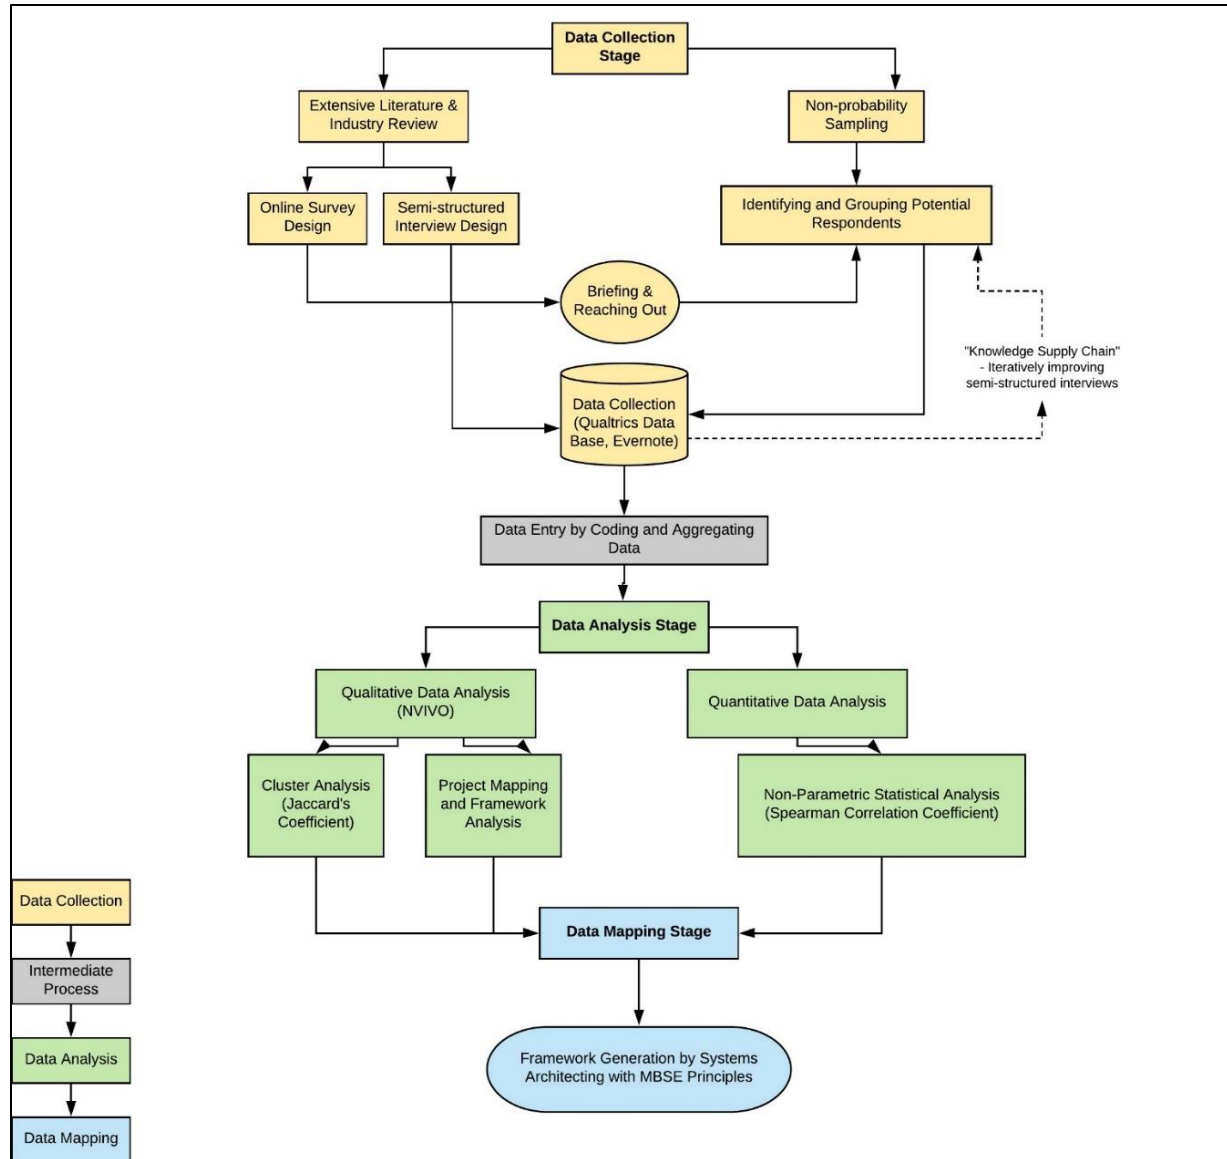 Data Collection
Stage
Extensive Literature &
Industry Review
Non-probability
Sampling
Online Survey
Design
Semi-structured
Interview Design
Identifying and Grouping Potential
Respondents
Briefing &
Reaching Out
"Knowledge Supply Chain"
- Iteratively improving
semi-structured interviews
Data Collection
(Qualtrics Data
Base, Evernote)
Data Entry by Coding and Aggregating
Data
Data Analysis Stage
Qualitative Data Analysis
(NVIVO)
Quantitative Data Analysis
Cluster Analysis
(Jaccard's
Coefficient)
Project Mapping
and Framework
Analysis
Non-Parametric Statistical Analysis
(Spearman Correlation Coefficient)
Data Mapping Stage
Framework Generation by Systems
Architecting with MBSE Principles
Data Collection
Intermediate
Process
Data Analysis
Data Mapping